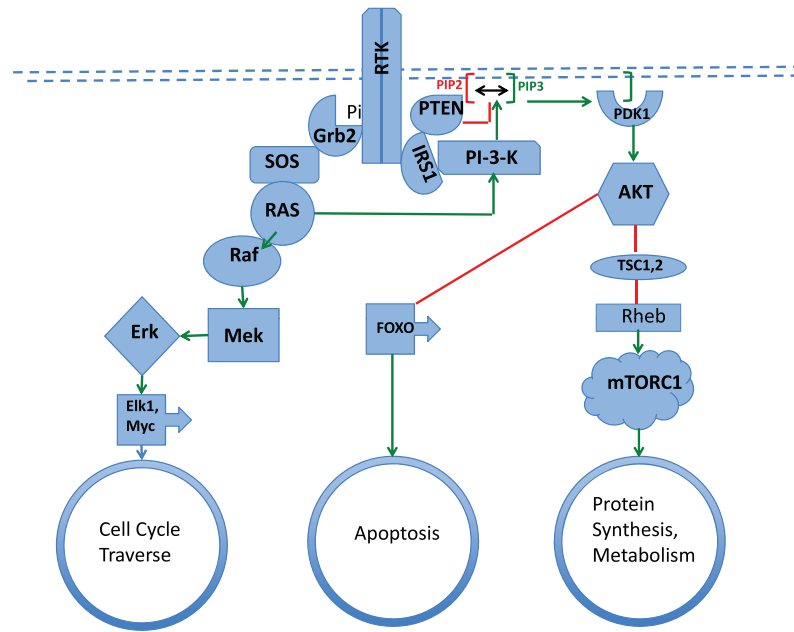 RTK
PIP2
PIP3
Pi
PTEN
PDK1
Grb2
IRS1
PI-3-K
SOS
AKT
RAS
Raf
TSC1,2
Erk
Mek
FOXO
Rheb
mTORC1
Elk1,
Myc
Cell Cycle
Traverse
Apoptosis
Protein
Synthesis,
Metabolism